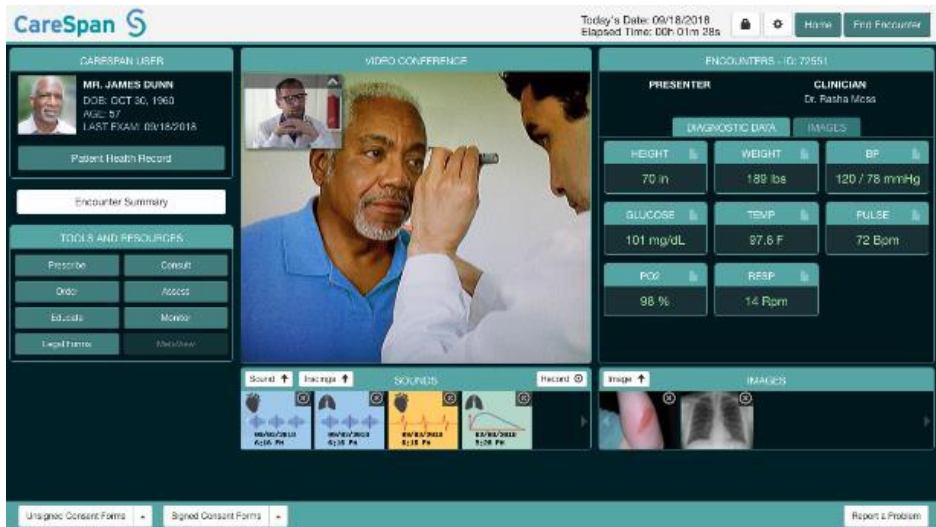 CareSpan
Today's Date: 09/18/2018
Elapsed Time: 00h 01m 28s
Home
End Encounter
CARESPAN USER
MR. JAMES DUNN
DOB: OCT 30, 1960
AGE: 57
LAST EXAM: 09/18/2018
Patient Health Record
Encounter Summary
TOOLS AND RESOURCES
Prescribe
Consult
Order
Assess
Educate
Monitor
Legal Forms
VIDEO CONFERENCE
ENCOUNTERS - ID: 72551
PRESENTER
CLINICIAN
Dr. Rasha Moss
DIAGNOSTIC DATA
IMAGES
HEIGHT
WEIGHT
BP
70 in
189 lbs
120 / 78 mmHg
GLUCOSE
TEMP
PULSE
101 mg/dL
97.6 F
72 Bpm
PO2
RESP
98 %
14 Rpm
Sound
Tracings
SOUNDS
Record
Image
IMAGES
Unsigned Consent Forms
Signed Consent Forms
Report a Problem